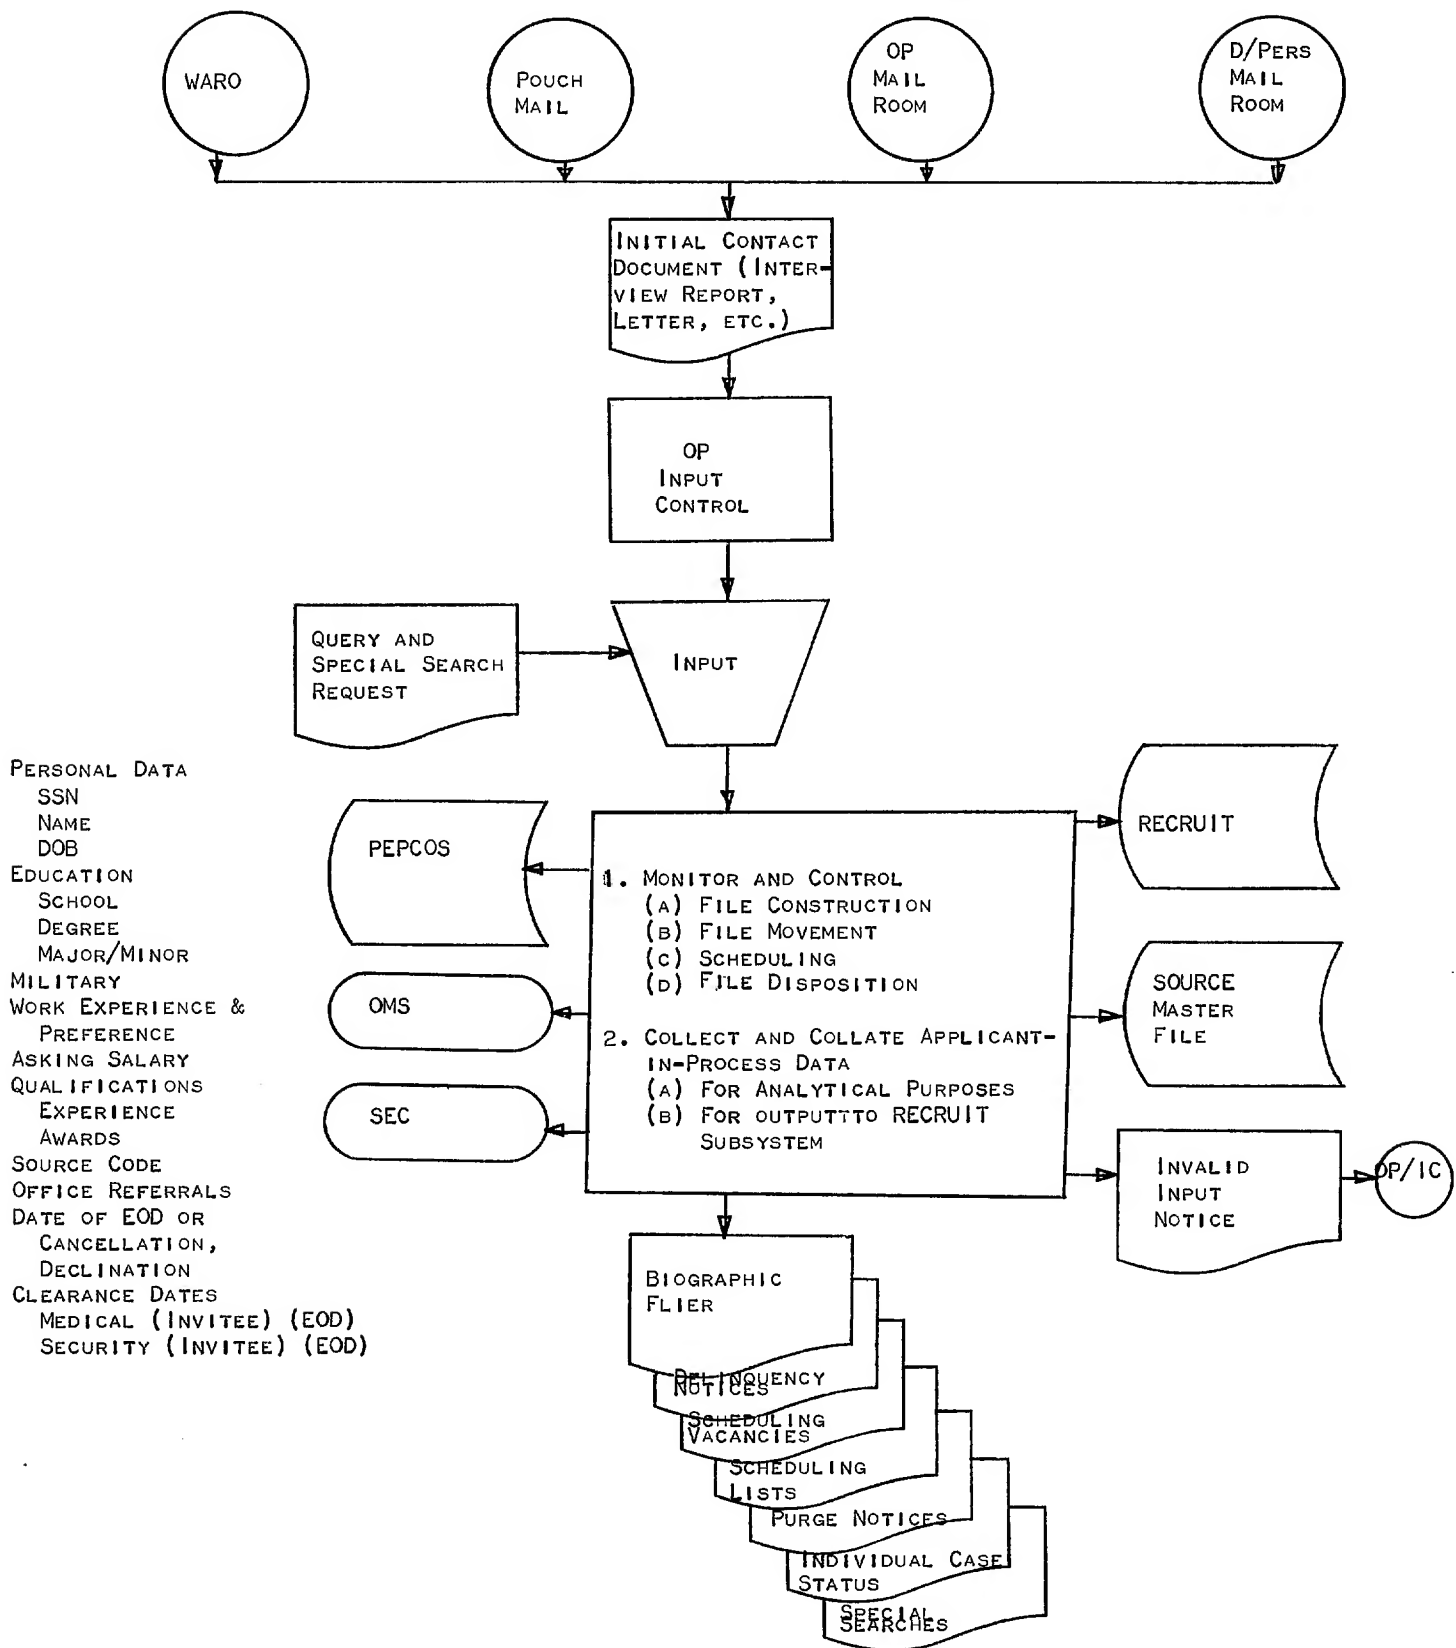 WARO
POUCH
MAIL
OP
MAIL
ROOM
D/PERS
MAIL
ROOM
INITIAL CONTACT
DOCUMENT (INTER-
VIEW REPORT,
LETTER, ETC.)
OP
INPUT
CONTROL
QUERY AND
SPECIAL SEARCH
REQUEST
INPUT
PERSONAL DATA
SSN
NAME
DOB
EDUCATION
SCHOOL
DEGREE
MAJOR/MINOR
MILITARY
WORK EXPERIENCE &
PREFERENCE
ASKING SALARY
QUALIFICATIONS
EXPERIENCE
AWARDS
SOURCE CODE
OFFICE REFERRALS
DATE OF EOD OR
CANCELLATION,
DECLINATION
CLEARANCE DATES
MEDICAL (INVITEE) (EOD)
SECURITY (INVITEE) (EOD)
PEPCOS
OMS
SEC
1. MONITOR AND CONTROL
(A) FILE CONSTRUCTION
(B) FILE MOVEMENT
(C) SCHEDULING
(D) FILE DISPOSITION
2. COLLECT AND COLLATE APPLICANT-
IN-PROCESS DATA
(A) FOR ANALYTICAL PURPOSES
(B) FOR OUTPUTTTO RECRUIT
SUBSYSTEM
RECRUIT
SOURCE
MASTER
FILE
INVALID
INPUT
NOTICE
OP/IC
BIOGRAPHIC
FLIER
DELINQUENCY
NOTICES
SCHEDULING
VACANCIES
SCHEDULING
LISTS
PURGE NOTICES
INDIVIDUAL CASE
STATUS
SPECIAL
SEARCHES